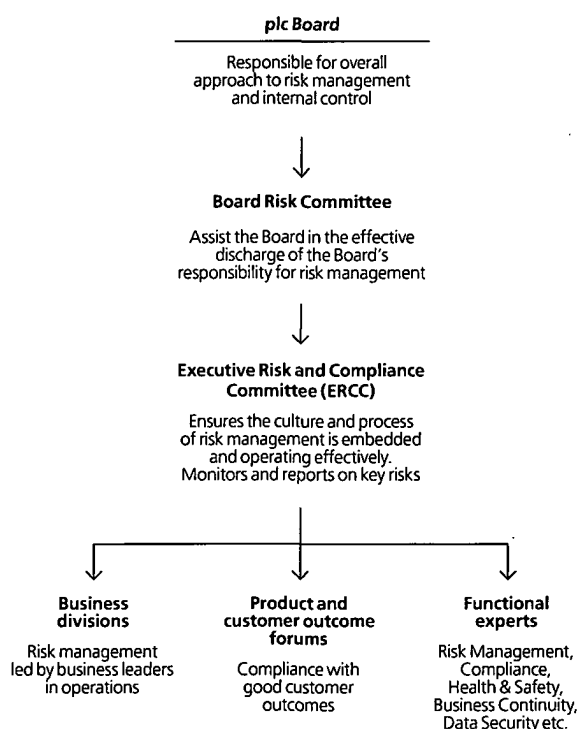 plc Board
Responsible for overall
approach to risk management
and internal control
Board Risk Committee
Assist the Board in the effective
discharge of the Board's
responsibility for risk management
Executive Risk and Compliance
Committee (ERCC)
Ensures the culture and process
of risk management is embedded
and operating effectively.
Monitors and reports on key risks
Business
divisions
Risk management
led by business leaders
in operations
Product and
customer outcome
forums
Compliance with
good customer
outcomes
Functional
experts
Risk Management,
Compliance,
Health & Safety,
Business Continuity,
Data Security etc.